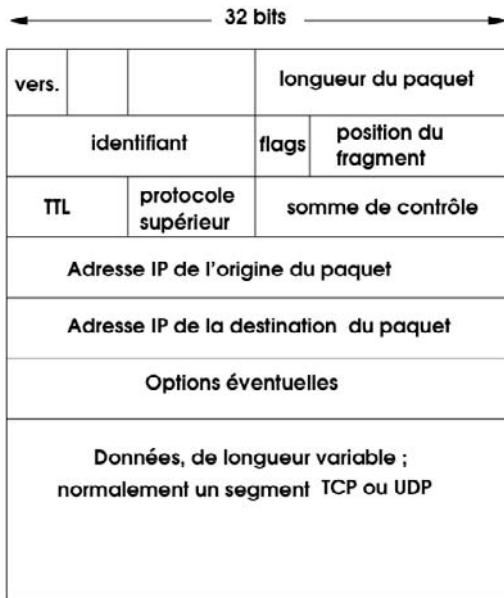 32 bits
vers.
longueur du paquet
identifiant
flags
position du
fragment
TTL
protocole
supérieur
somme de contrôle
Adresse IP de l'origine du paquet
Adresse IP de la destination du paquet
Options éventuelles
Données, de longueur variable ;
normalement un segment TCP ou UDP